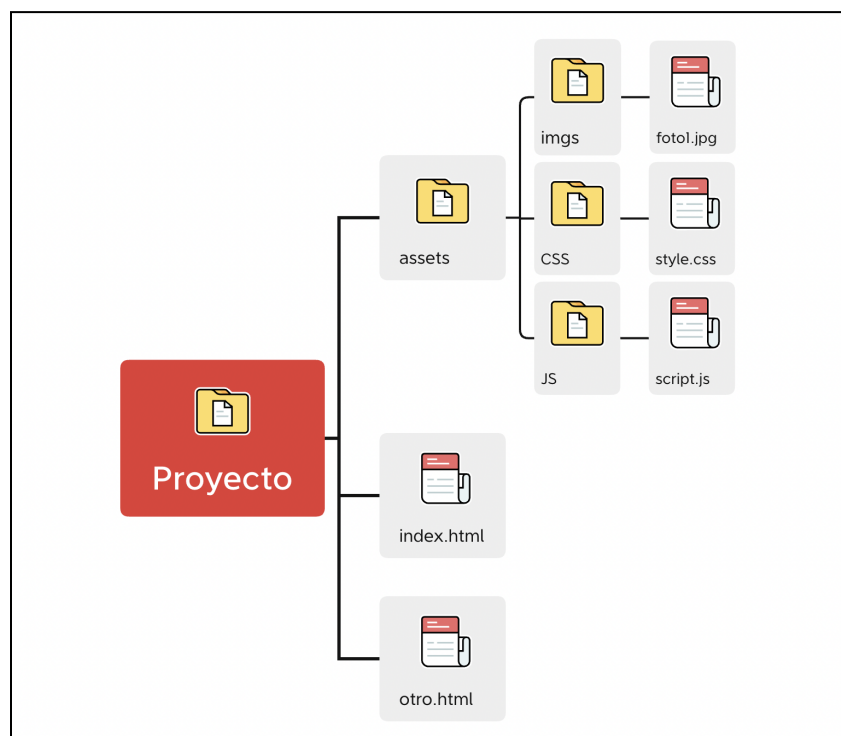 imgs
foto1.jpg
assets
CSS
style.css
JS
script.js
Proyecto
index.html
otro.html